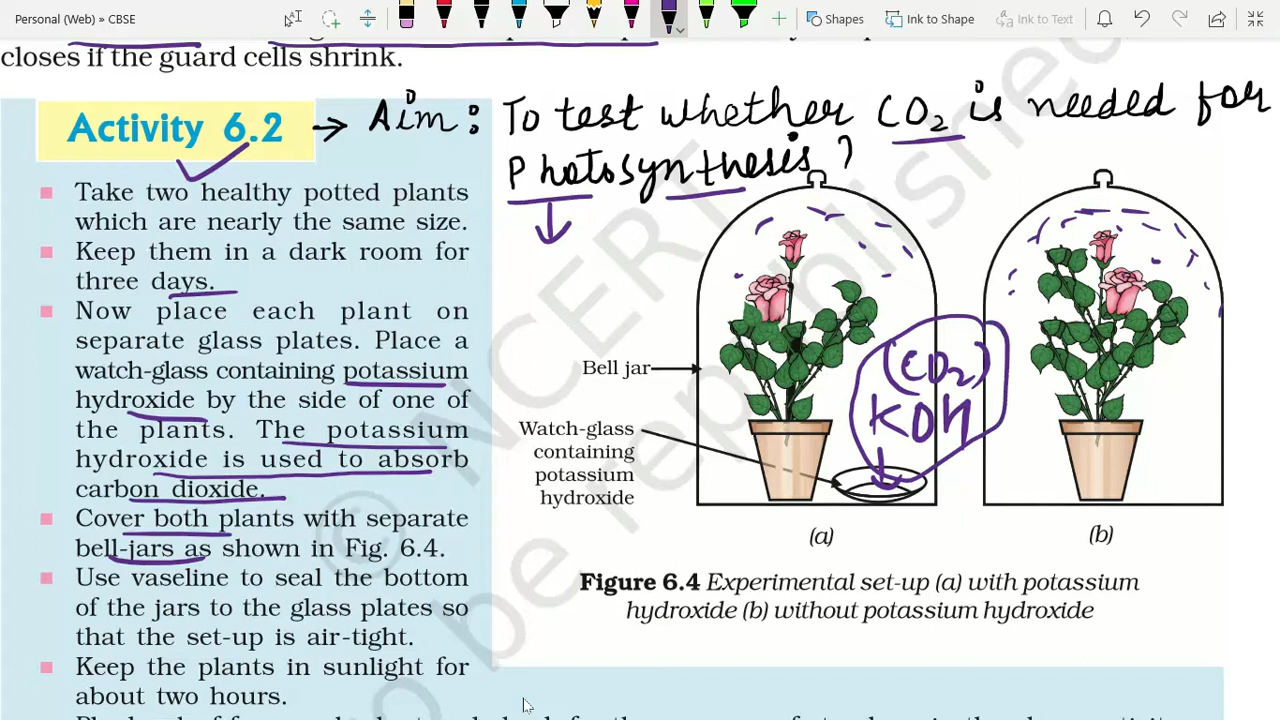 Personal (Web) » CBSE
Shapes
Ink to Shape
Ink to Text
closes if the guard cells shrink.
Activity 6.2 → Aim : To test whether CO2 is needed for
Photosynthesis ?
Take two healthy potted plants
which are nearly the same size.
Keep them in a dark room for
three days.
Now place each plant on
separate glass plates. Place a
watch-glass containing potassium
hydroxide by the side of one of
the plants. The potassium
hydroxide is used to absorb
carbon dioxide.
Cover both plants with separate
bell-jars as shown in Fig. 6.4.
Use vaseline to seal the bottom
of the jars to the glass plates so
that the set-up is air-tight.
Keep the plants in sunlight for
about two hours.
Bell jar
Watch-glass
containing
potassium
hydroxide
(CO2)
KOH
(a)
(b)
Figure 6.4 Experimental set-up (a) with potassium
hydroxide (b) without potassium hydroxide
© NCERT